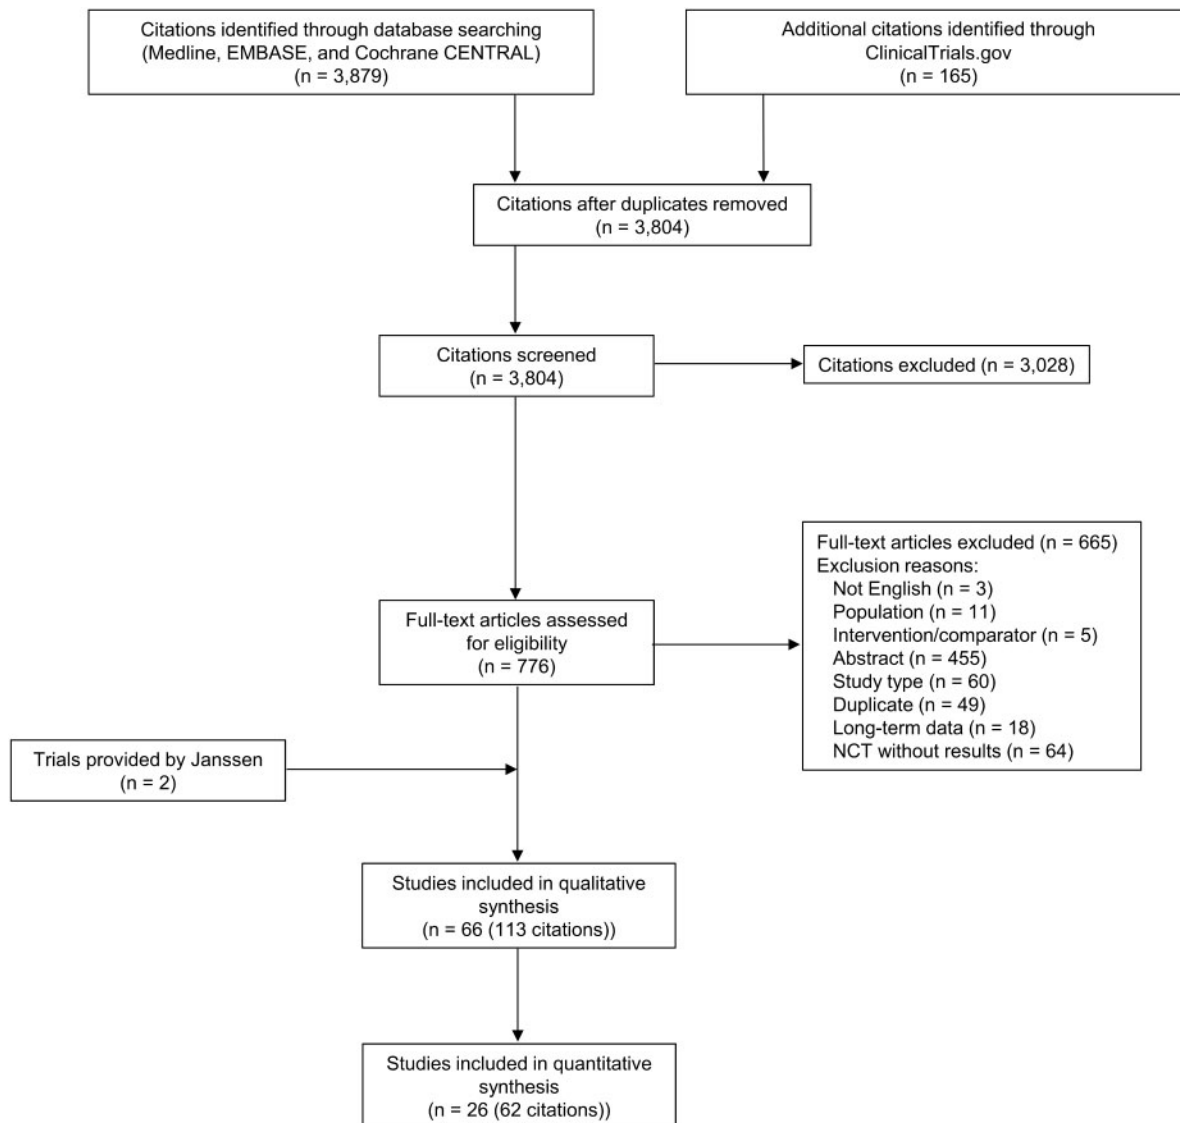 Citations identified through database searching
(Medline, EMBASE, and Cochrane CENTRAL)
(n = 3,879)
Additional citations identified through
ClinicalTrials.gov
(n = 165)
Citations after duplicates removed
(n = 3,804)
Citations screened
(n = 3,804)
Citations excluded (n = 3,028)
Full-text articles assessed
for eligibility
(n = 776)
Full-text articles excluded (n = 665)
Exclusion reasons:
Not English (n = 3)
Population (n = 11)
Intervention/comparator (n = 5)
Abstract (n = 455)
Study type (n = 60)
Duplicate (n = 49)
Long-term data (n = 18)
NCT without results (n = 64)
Trials provided by Janssen
(n = 2)
Studies included in qualitative
synthesis
(n = 66 (113 citations))
Studies included in quantitative
synthesis
(n = 26 (62 citations))